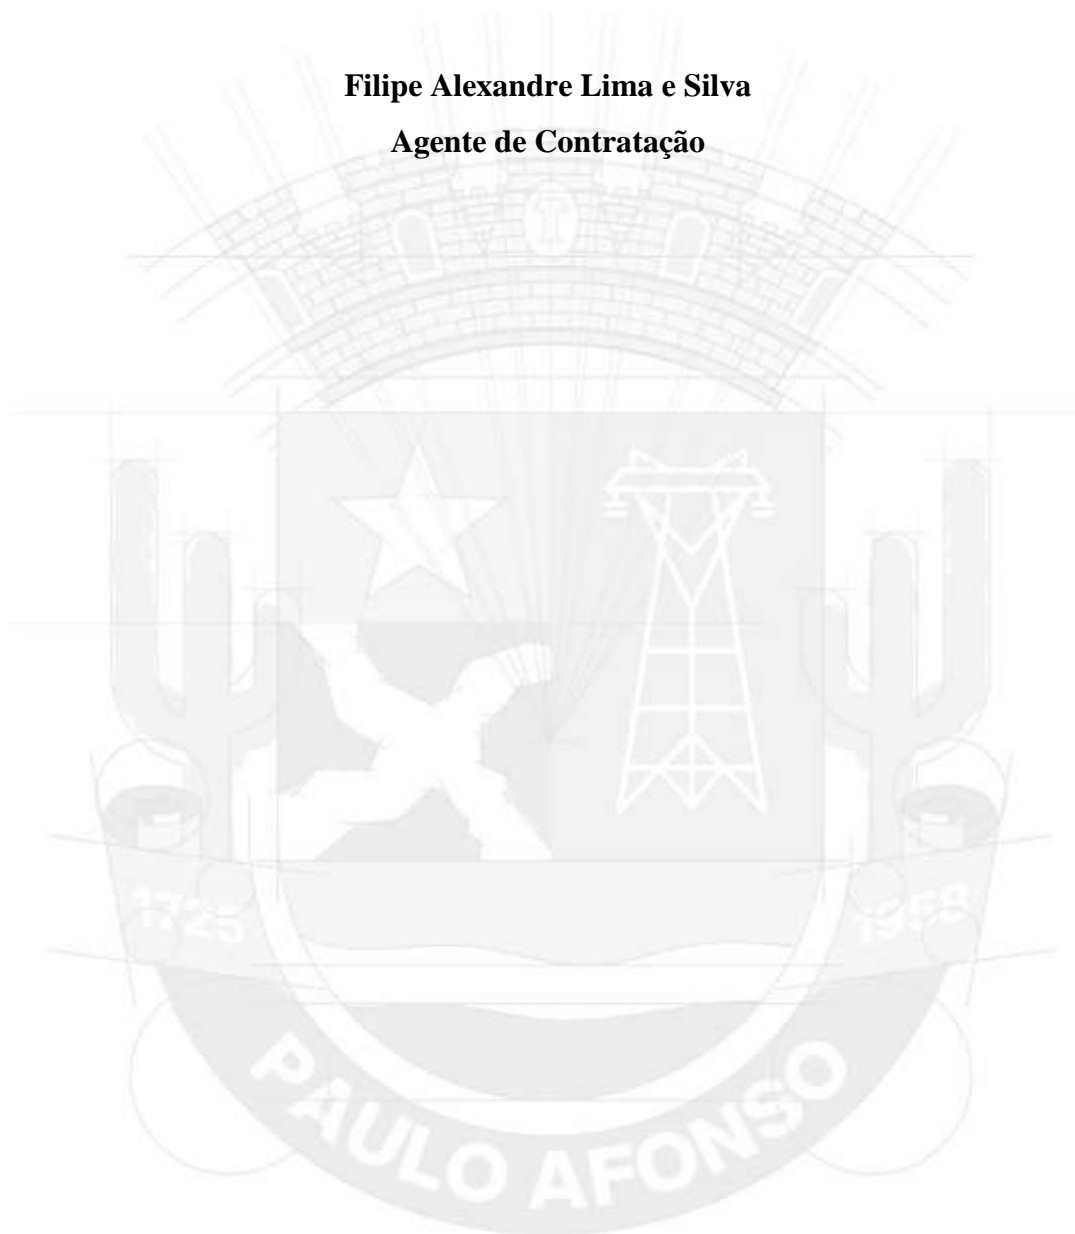 Filipe Alexandre Lima e Silva
Agente de Contratação
1725
1958
PAULO AFONSO